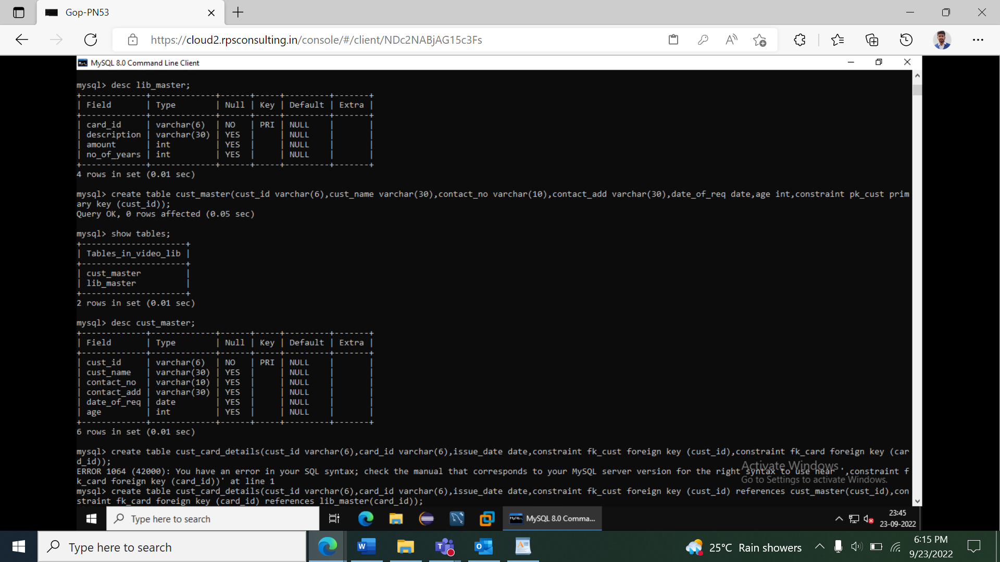 Gop-PN53
https://cloud2.rpsconsulting.in/console/#/client/NDc2NABjAG15c3Fs
MySQL 8.0 Command Line Client
mysql> desc lib_master;
+-------------+-------------+------+-----+---------+-------+
| Field       | Type        | Null | Key | Default | Extra |
+-------------+-------------+------+-----+---------+-------+
| card_id     | varchar(6)  | NO   | PRI | NULL    |       |
| description | varchar(30) | YES  |     | NULL    |       |
| amount      | int         | YES  |     | NULL    |       |
| no_of_years | int         | YES  |     | NULL    |       |
+-------------+-------------+------+-----+---------+-------+
4 rows in set (0.01 sec)
mysql> create table cust_master(cust_id varchar(6),cust_name varchar(30),contact_no varchar(10),contact_add varchar(30),date_of_req date,age int,constraint pk_cust prim
ary key (cust_id));
Query OK, 0 rows affected (0.05 sec)
mysql> show tables;
+---------------------+
| Tables_in_video_lib |
+---------------------+
| cust_master         |
| lib_master          |
+---------------------+
2 rows in set (0.01 sec)
mysql> desc cust_master;
+-------------+-------------+------+-----+---------+-------+
| Field       | Type        | Null | Key | Default | Extra |
+-------------+-------------+------+-----+---------+-------+
| cust_id     | varchar(6)  | NO   | PRI | NULL    |       |
| cust_name   | varchar(30) | YES  |     | NULL    |       |
| contact_no  | varchar(10) | YES  |     | NULL    |       |
| contact_add | varchar(30) | YES  |     | NULL    |       |
| date_of_req | date        | YES  |     | NULL    |       |
| age         | int         | YES  |     | NULL    |       |
+-------------+-------------+------+-----+---------+-------+
6 rows in set (0.01 sec)
mysql> create table cust_card_details(cust_id varchar(6),card_id varchar(6),issue_date date,constraint fk_cust foreign key (cust_id),constraint fk_card foreign key (car
d_id));
Activate Windows
ERROR 1064 (42000): You have an error in your SQL syntax; check the manual that corresponds to your MySQL server version for the right syntax to use near ',constraint f
k_card foreign key (card_id))' at line 1
Go to Settings to activate Windows.
mysql> create table cust_card_details(cust_id varchar(6),card_id varchar(6),issue_date date,constraint fk_cust foreign key (cust_id) references cust_master(cust_id),con
straint fk_card foreign key (card_id) references lib_master(card_id));
Type here to search
MySQL 8.0 Comma...
23:45
23-09-2022
Type here to search
25°C Rain showers
6:15 PM
9/23/2022